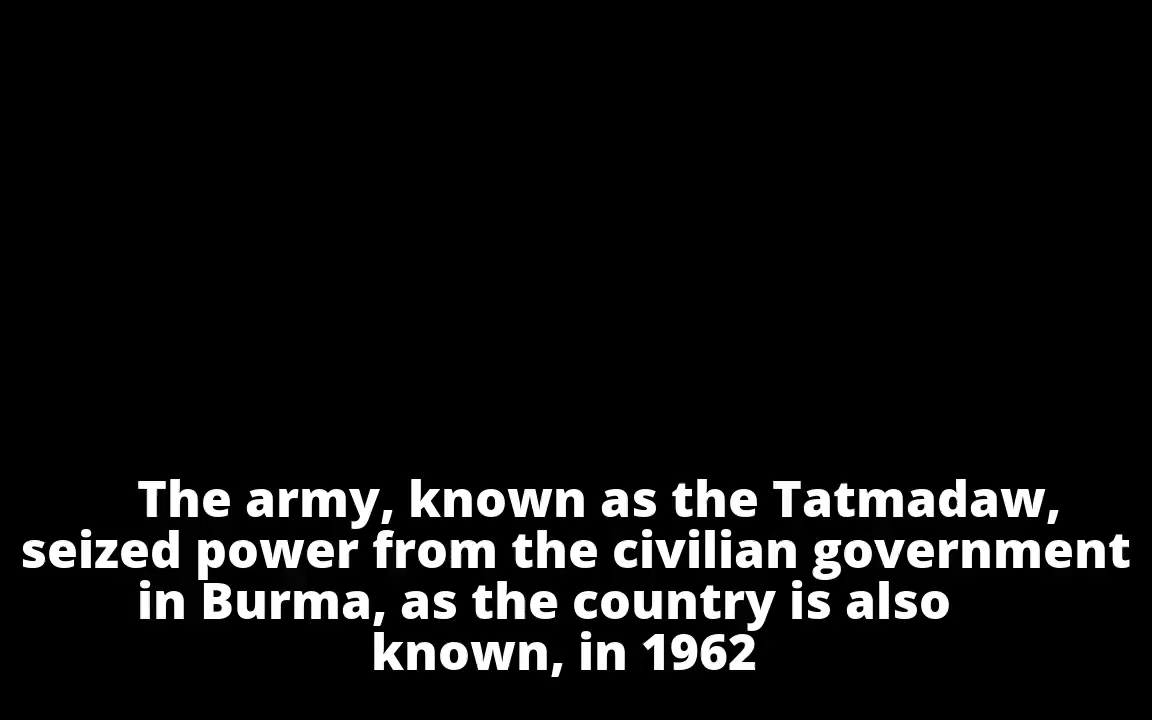 The army, known as the Tatmadaw,
seized power from the civilian government
in Burma, as the country is also
known, in 1962